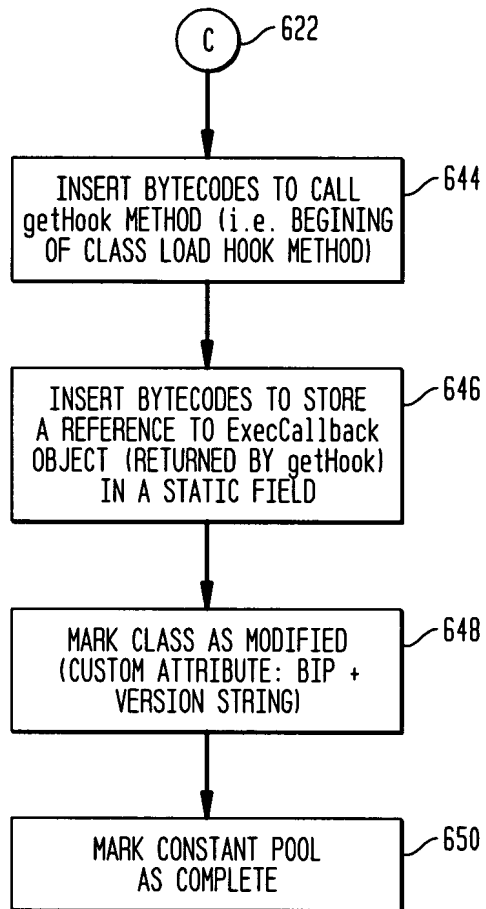 C
622
INSERT BYTECODES TO CALL
getHook METHOD (i.e. BEGINING
OF CLASS LOAD HOOK METHOD)
644
INSERT BYTECODES TO STORE
A REFERENCE TO ExecCallback
OBJECT (RETURNED BY getHook)
IN A STATIC FIELD
646
MARK CLASS AS MODIFIED
(CUSTOM ATTRIBUTE: BIP +
VERSION STRING)
648
MARK CONSTANT POOL
AS COMPLETE
650